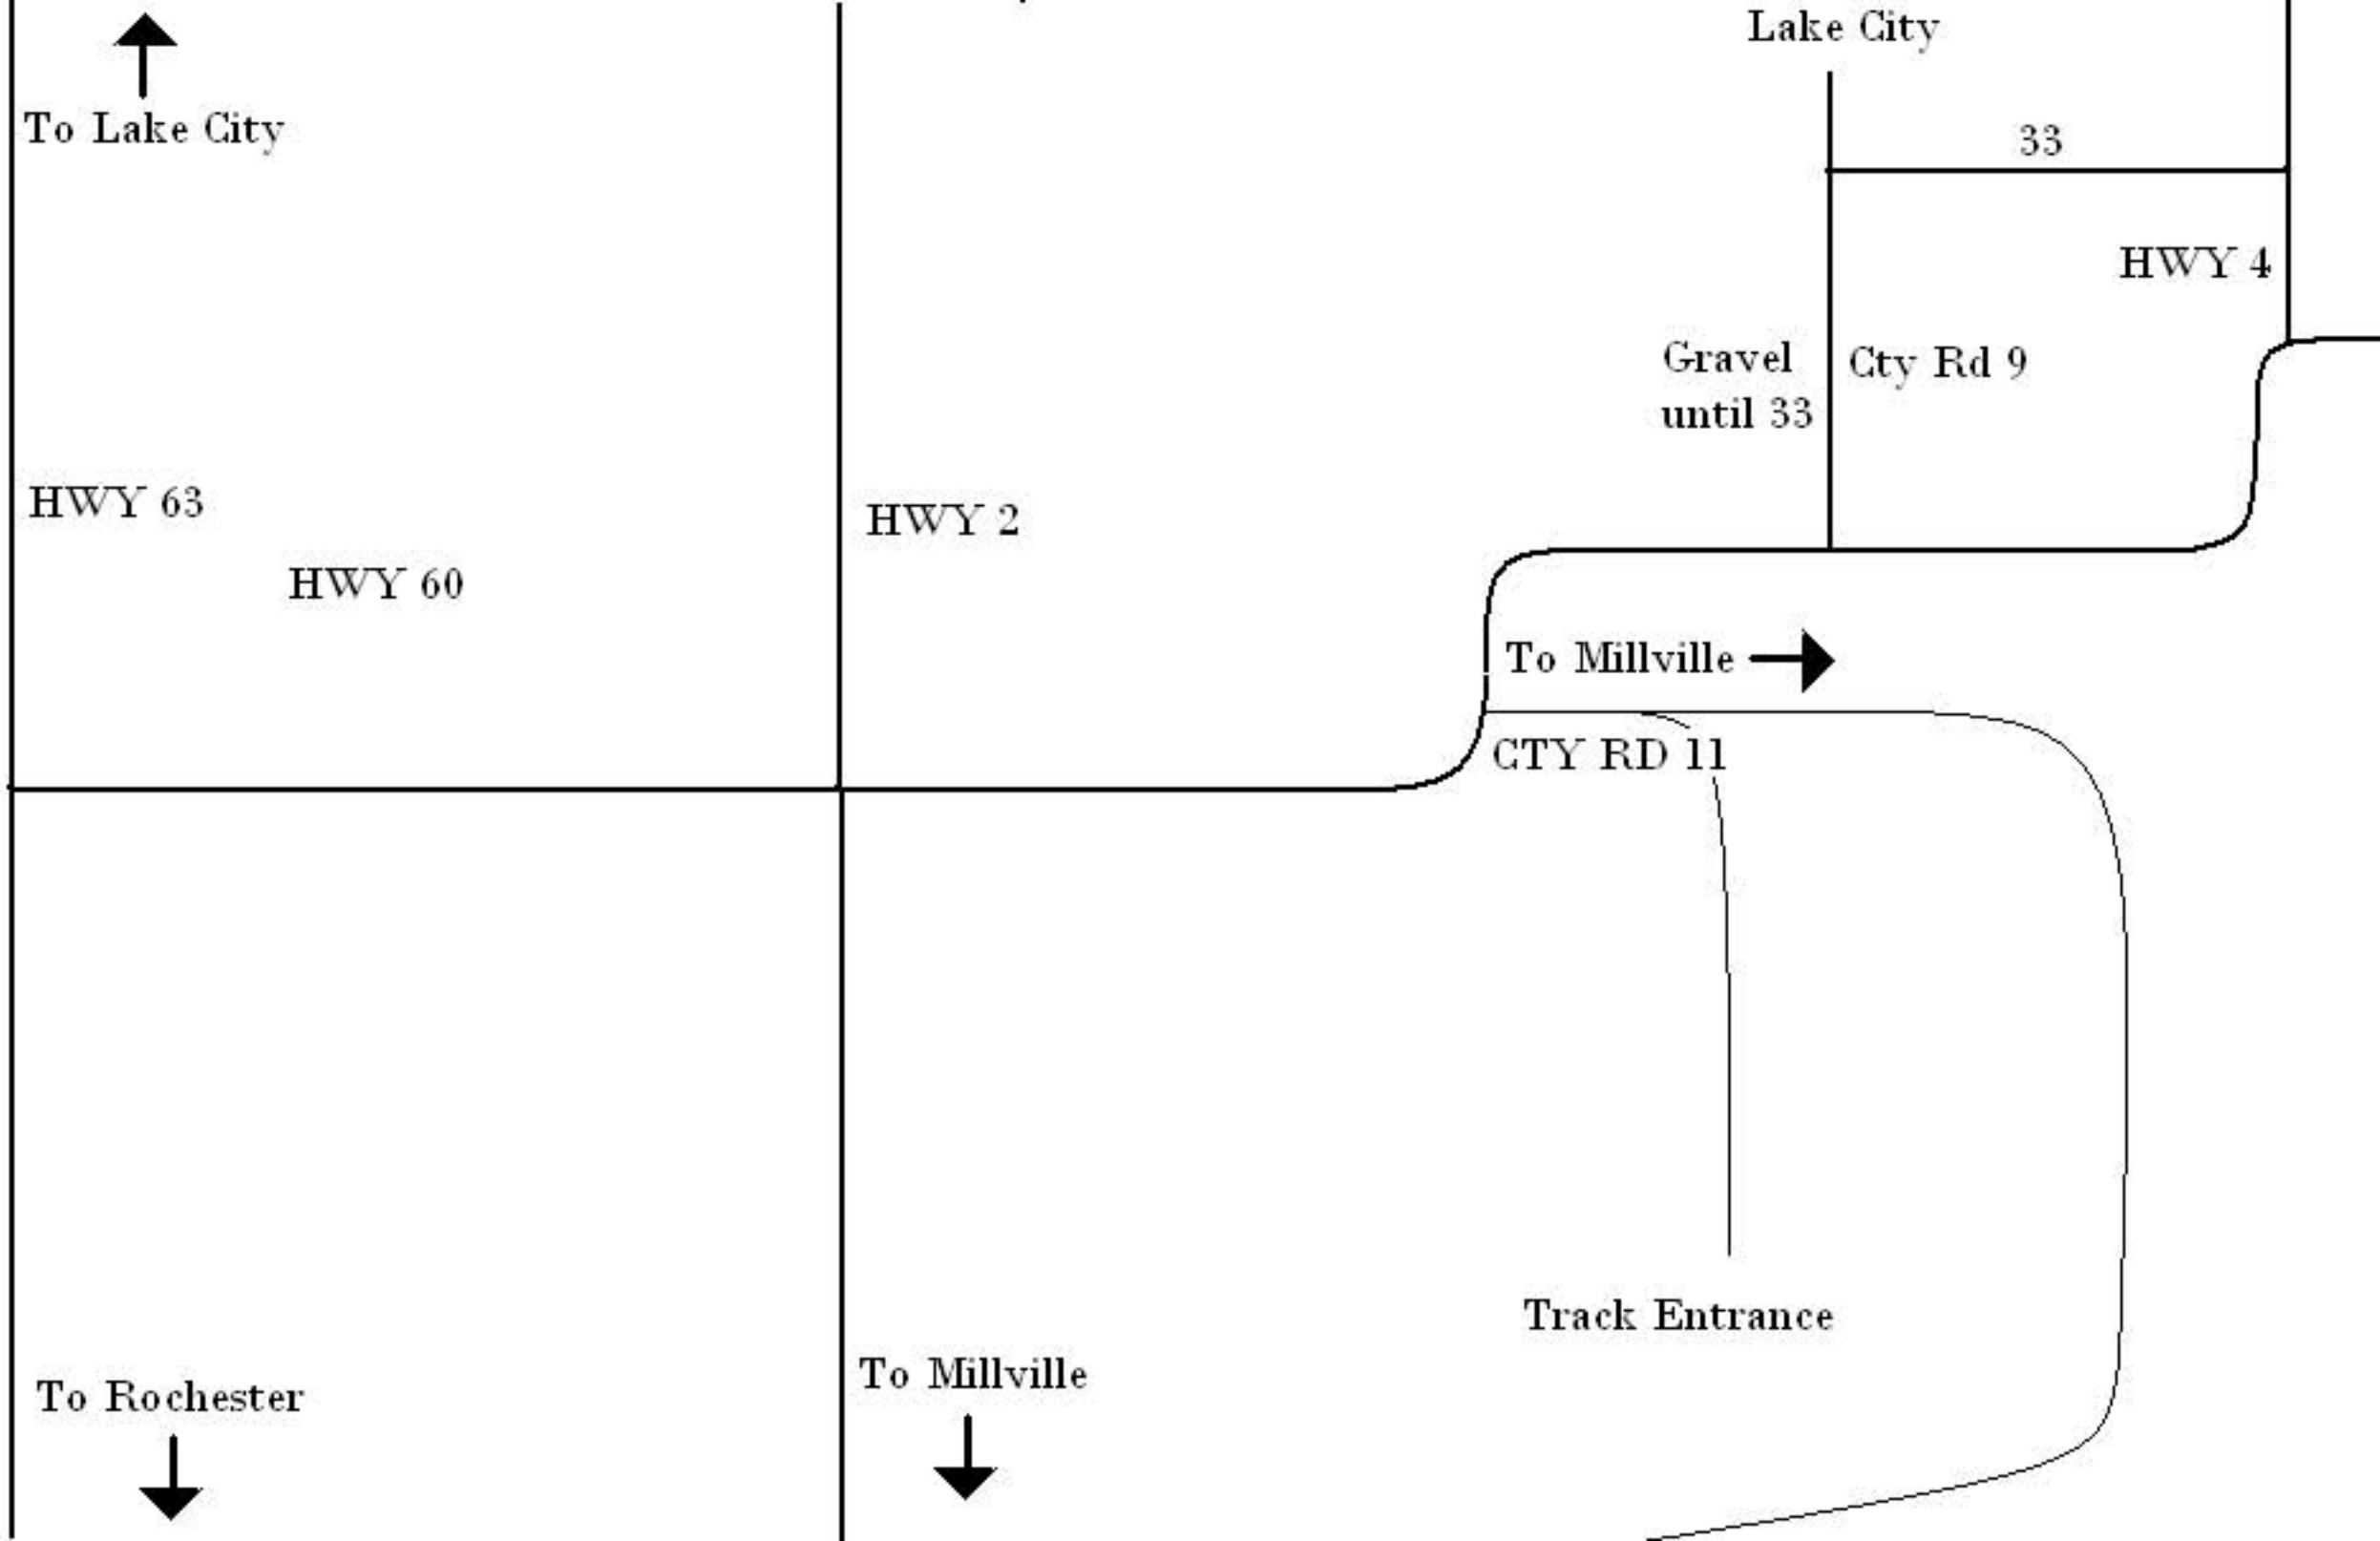 Lake City
To Lake City
33
HWY 4
Gravel
until 33
Cty Rd 9
HWY 63
HWY 2
HWY 60
To Millville
CTY RD 11
Track Entrance
To Millville
To Rochester